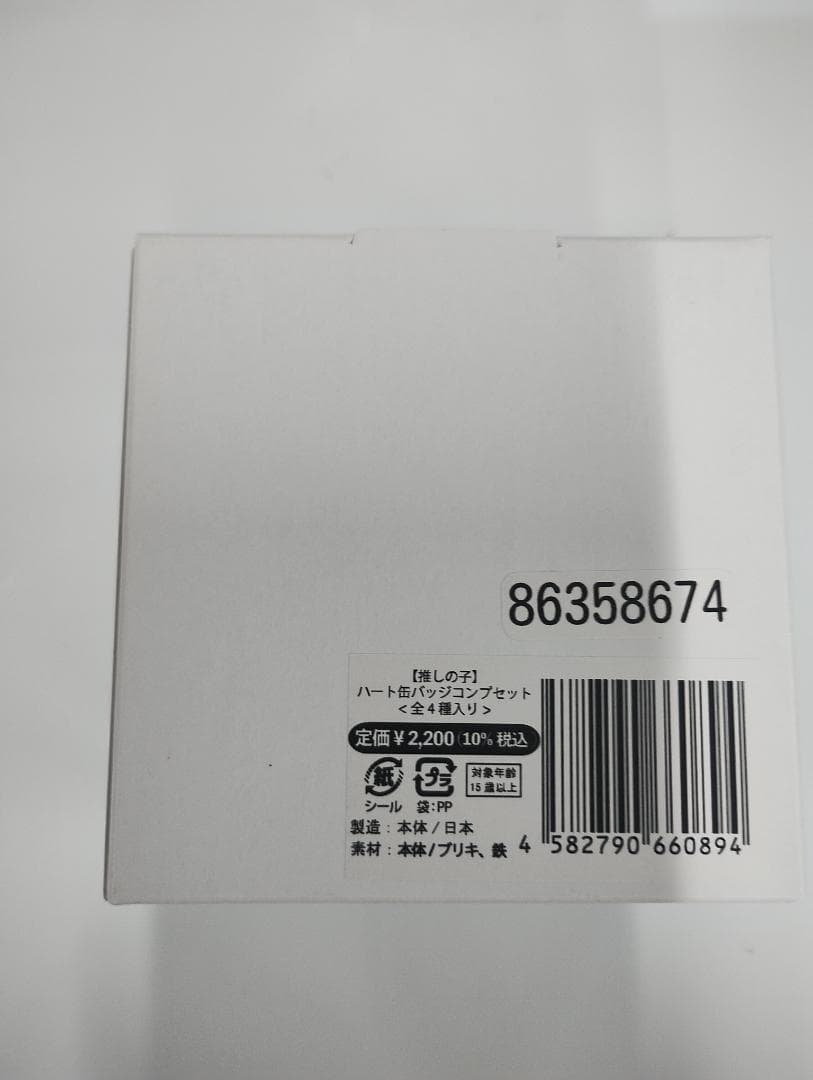 86358674
【推しの子】
ハート缶バッジコンプセット
<全4種入り>
定価¥2,200(10%税込
紙 プラ 対象年齢
15歳以上
シール 袋:PP
製造:本体/日本
素材:本体/ブリキ、鉄
4 582790 660894